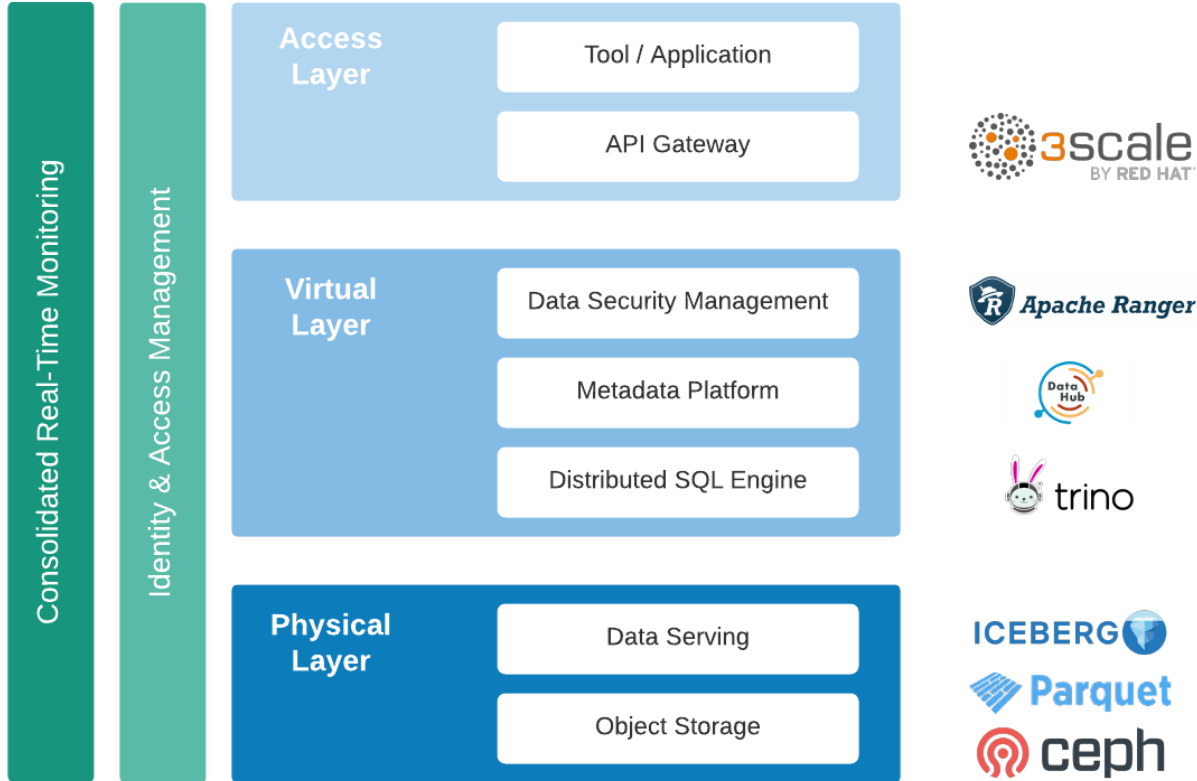 Consolidated Real-Time Monitoring
Identity & Access Management
Access
Layer
Tool / Application
API Gateway
3scale
BY RED HAT
Virtual
Layer
Data Security Management
R
Apache Ranger
Metadata Platform
Data
Hub
Distributed SQL Engine
trino
Physical
Layer
Data Serving
ICEBERG
Parquet
Object Storage
ceph